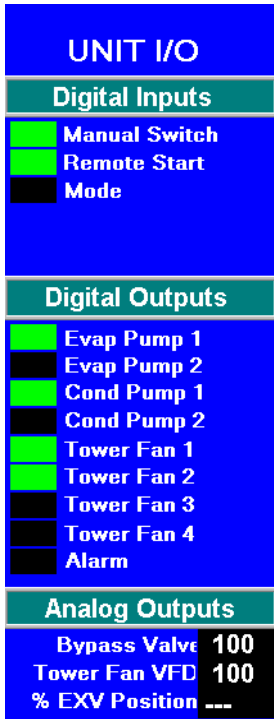 UNIT I/O
Digital Inputs
Manual Switch
Remote Start
Mode
Digital Outputs
Evap Pump 1
Evap Pump 2
Cond Pump 1
Cond Pump 2
Tower Fan 1
Tower Fan 2
Tower Fan 3
Tower Fan 4
Alarm
Analog Outputs
Bypass Valve 100
Tower Fan VFD 100
% EXV Position ---